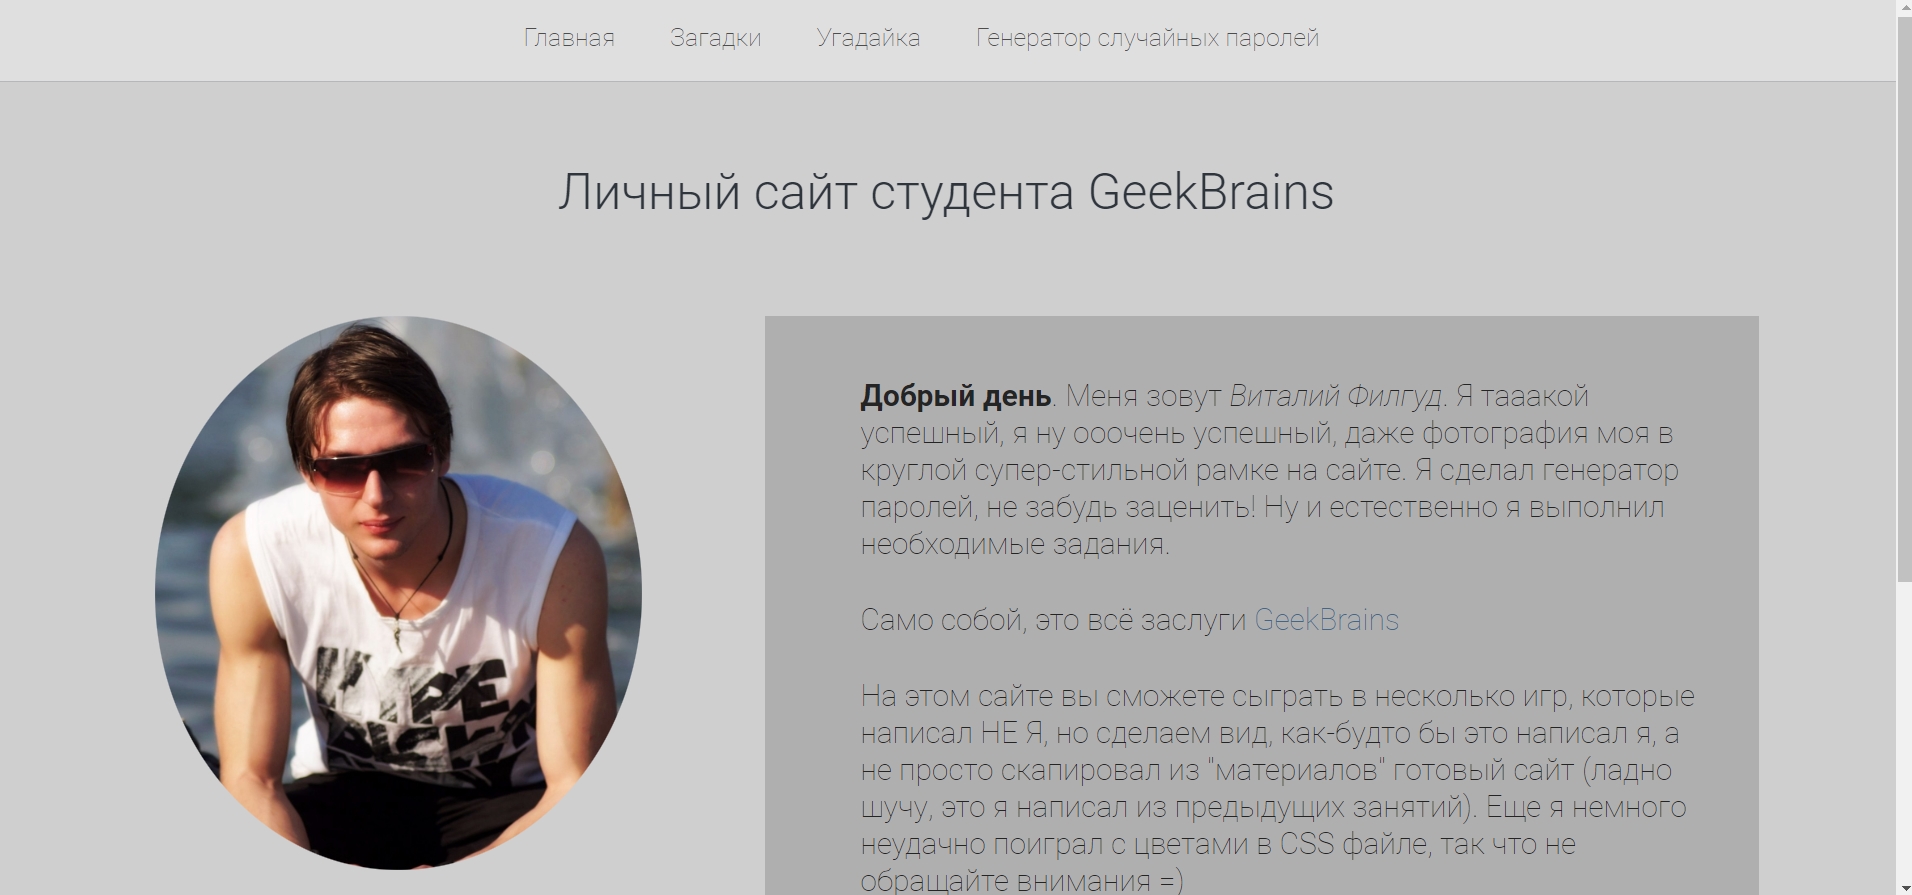 Главная Загадки Угадайка Генератор случайных паролей
Личный сайт студента GeekBrains
Добрый день. Меня зовут Виталий Филгуд. Я тааакой
успешный, я ну ооочень успешный, даже фотография моя в
круглой супер-стильной рамке на сайте. Я сделал генератор
паролей, не забудь заценить! Ну и естественно я выполнил
необходимые задания.
Само собой, это всё заслуги GeekBrains
На этом сайте вы сможете сыграть в несколько игр, которые
написал НЕ Я, но сделаем вид, как-будто бы это написал я, а
не просто скапировал из "материалов" готовый сайт (ладно
шучу, это я написал из предыдущих занятий). Еще я немного
неудачно поиграл с цветами в CSS файле, так что не
обращайте внимания =)